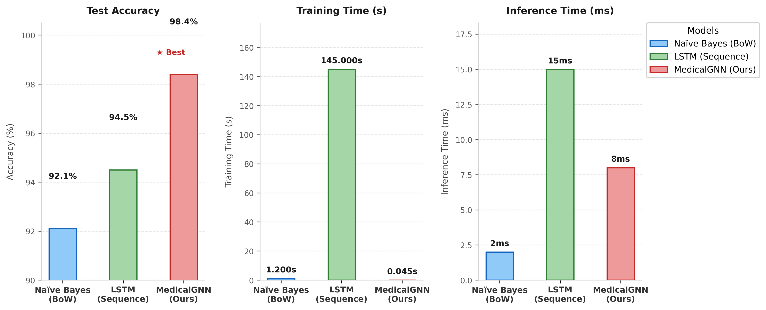 Test Accuracy
98.4%
★ Best
94.5%
92.1%
100
98
96
94
92
90
Accuracy (%)
Naïve Bayes
(BoW)
LSTM
(Sequence)
MedicalGNN
(Ours)
Training Time (s)
145.000s
1.200s
0.045s
160
140
120
100
80
60
40
20
0
Training Time (s)
Naïve Bayes
(BoW)
LSTM
(Sequence)
MedicalGNN
(Ours)
Inference Time (ms)
15ms
8ms
2ms
17.5
15.0
12.5
10.0
7.5
5.0
2.5
0.0
Inference Time (ms)
Naïve Bayes
(BoW)
LSTM
(Sequence)
MedicalGNN
(Ours)
Models
Naïve Bayes (BoW)
LSTM (Sequence)
MedicalGNN (Ours)